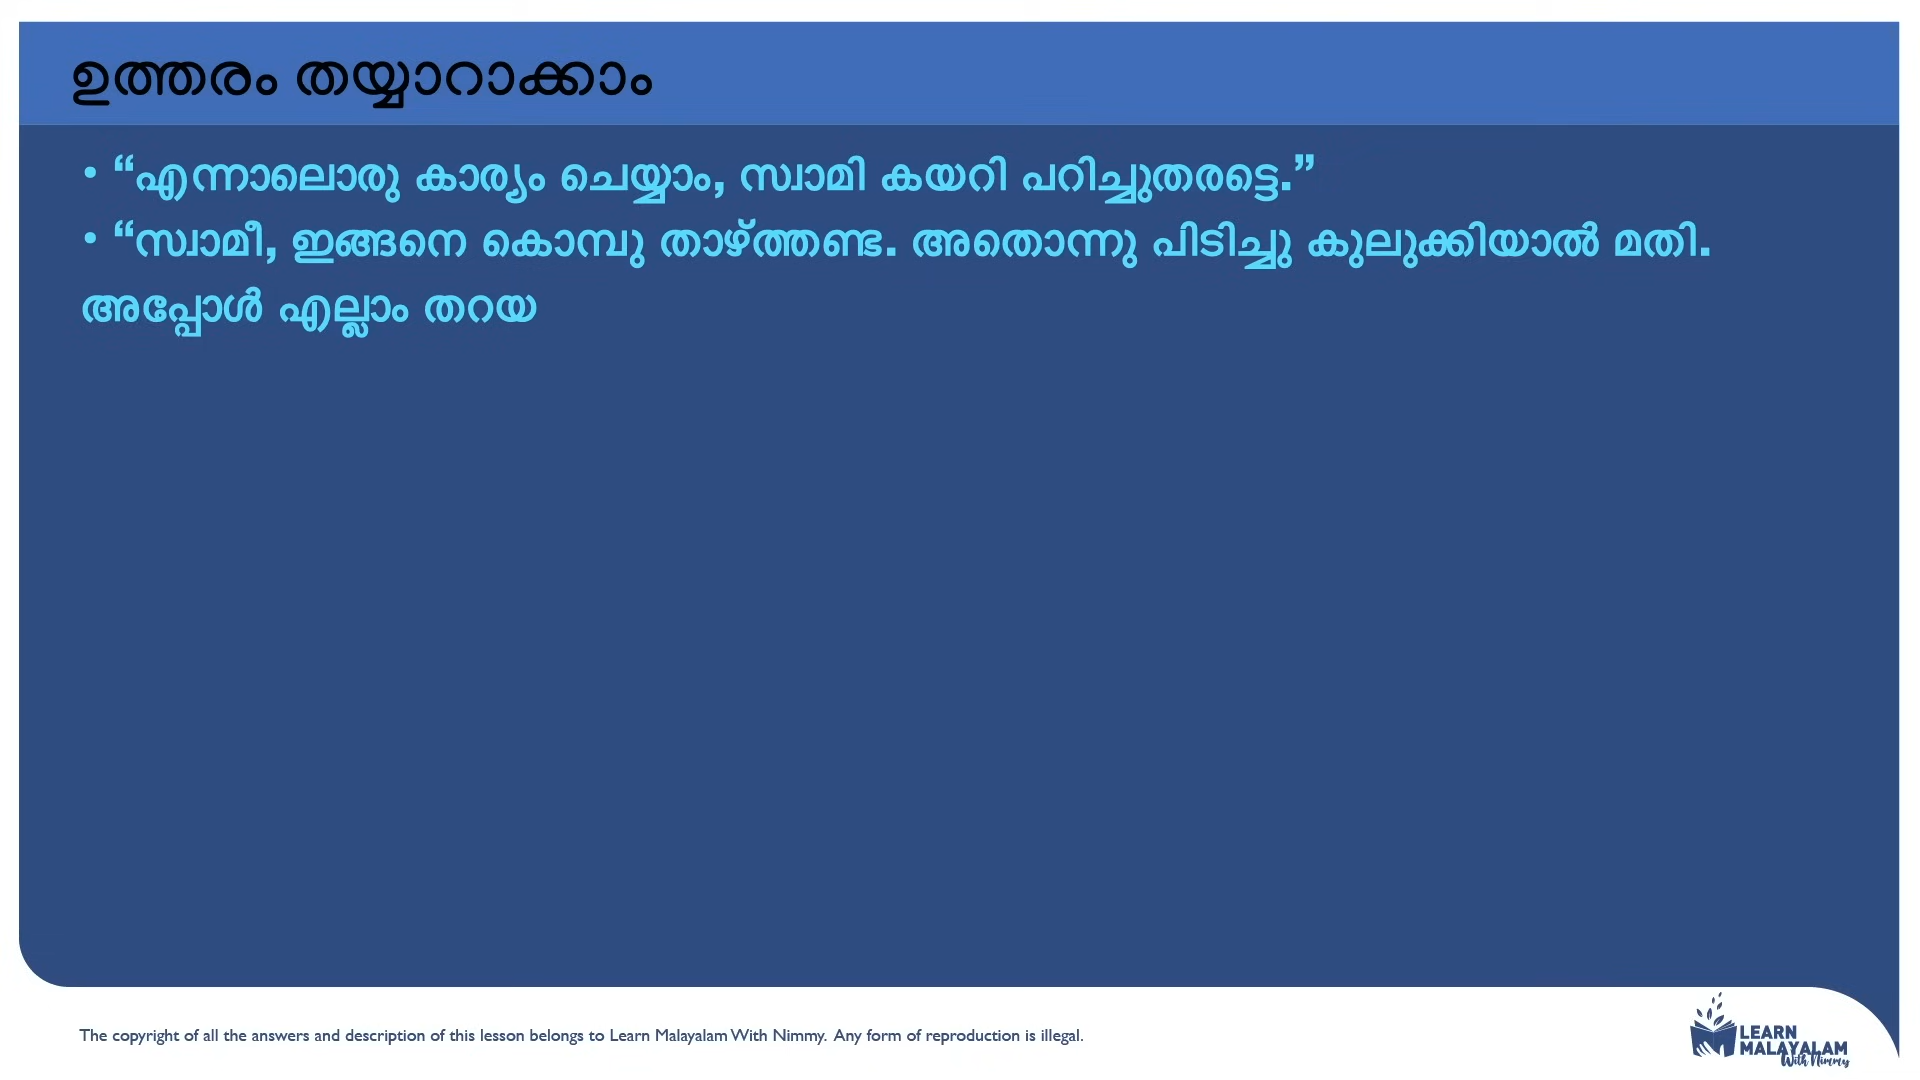 ഉത്തരം തയ്യാറാക്കാം
• “എന്നാലൊരു കാര്യം ചെയ്യാം, സ്വാമി കയറി പറിച്ചുതരട്ടെ.”
• “സ്വാമീ, ഇങ്ങനെ കൊമ്പു താഴ്ത്തണ്ട. അതൊന്നു പിടിച്ചു കുലുക്കിയാൽ മതി.
അപ്പോൾ എല്ലാം തറയ
The copyright of all the answers and description of this lesson belongs to Learn Malayalam With Nimmy. Any form of reproduction is illegal.
LEARN
MALAYALAM
With Nimmy